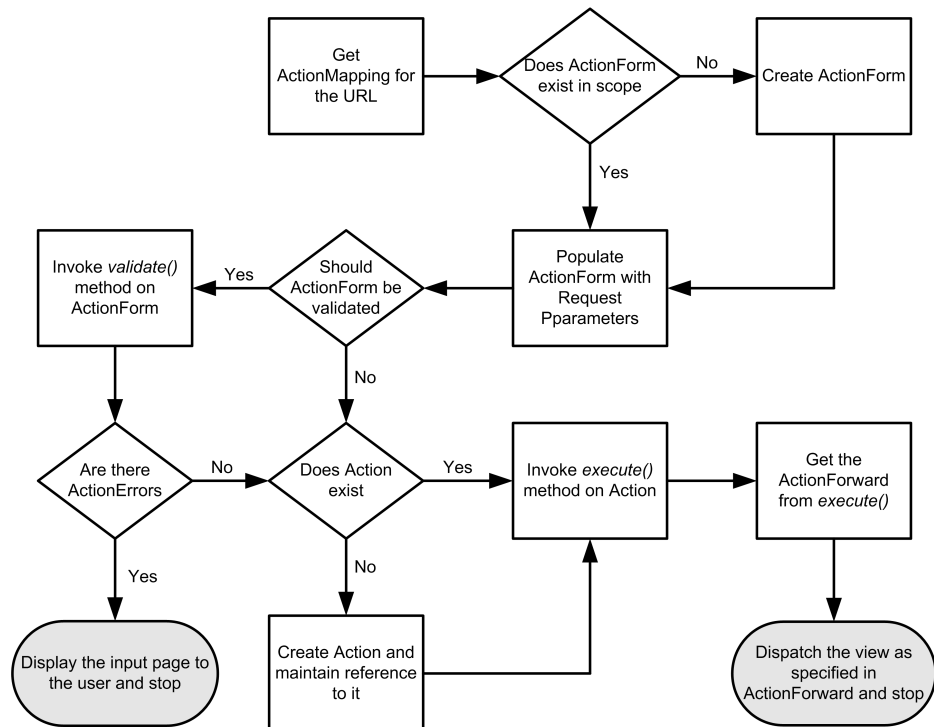 Get
ActionMapping for
the URL
Does ActionForm
exist in scope
No
Create ActionForm
Yes
Invoke validate()
method on
ActionForm
Yes
Should
ActionForm be
validated
Populate
ActionForm with
Request
Pparameters
No
Are there
ActionErrors
No
Does Action
exist
Yes
Invoke execute()
method on Action
Get the
ActionForward
from execute()
Yes
No
Display the input page to
the user and stop
Create Action and
maintain reference
to it
Dispatch the view as
specified in
ActionForward and stop